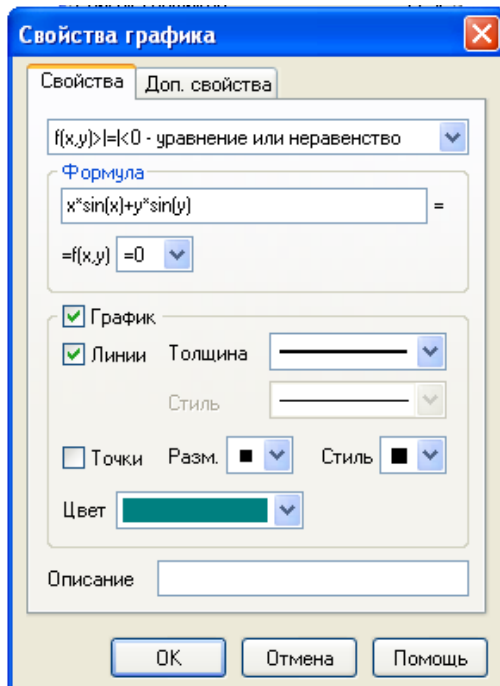 Свойства графика
Свойства Доп. свойства
f(x,y)>|=|<0 - уравнение или неравенство
Формула
x*sin(x)+y*sin(y) =
=f(x,y) =0
График
Линии Толщина
Стиль
Точки Разм. Стиль
Цвет
Описание
OK Отмена Помощь